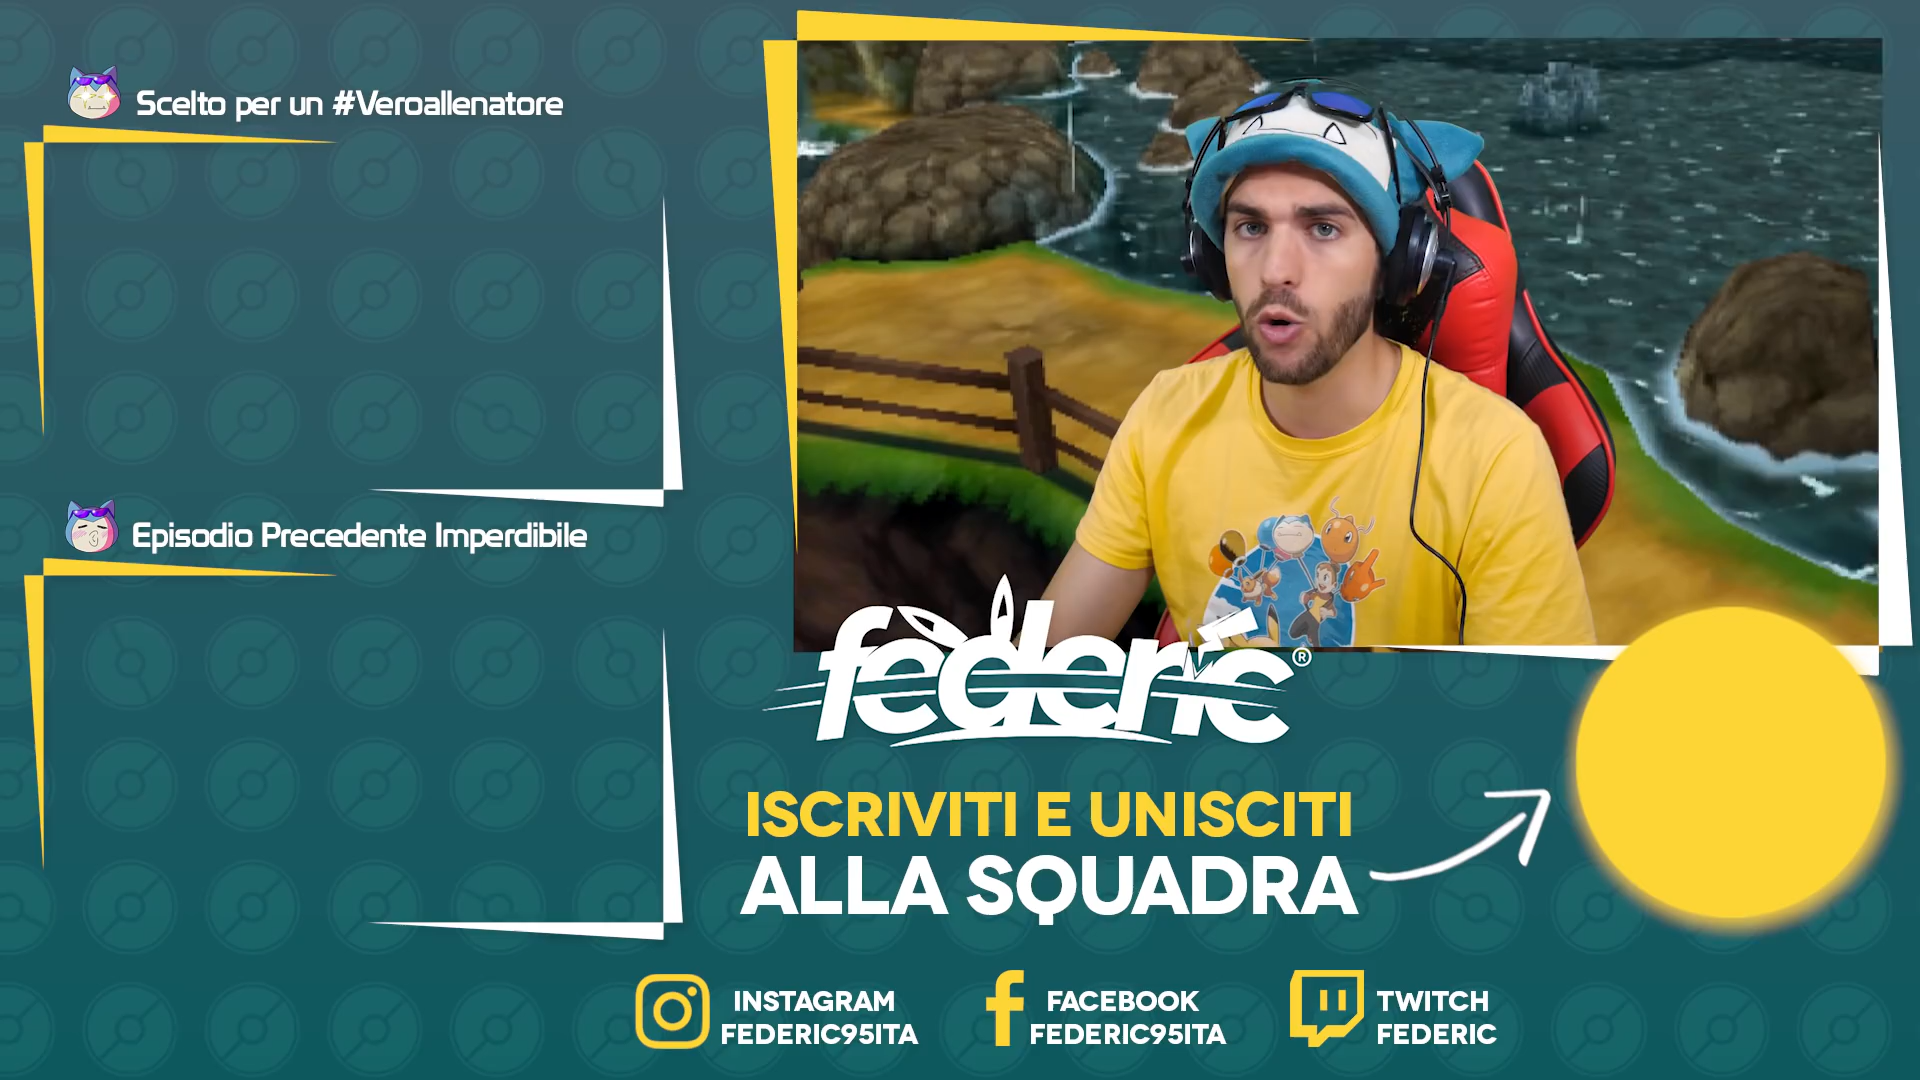 Scelto per un #Veroallenatore
Episodio Precedente Imperdibile
federic®
ISCRIVITI E UNISCITI
ALLA SQUADRA
INSTAGRAM
FEDERIC95ITA
FACEBOOK
FEDERIC95ITA
TWITCH
FEDERIC